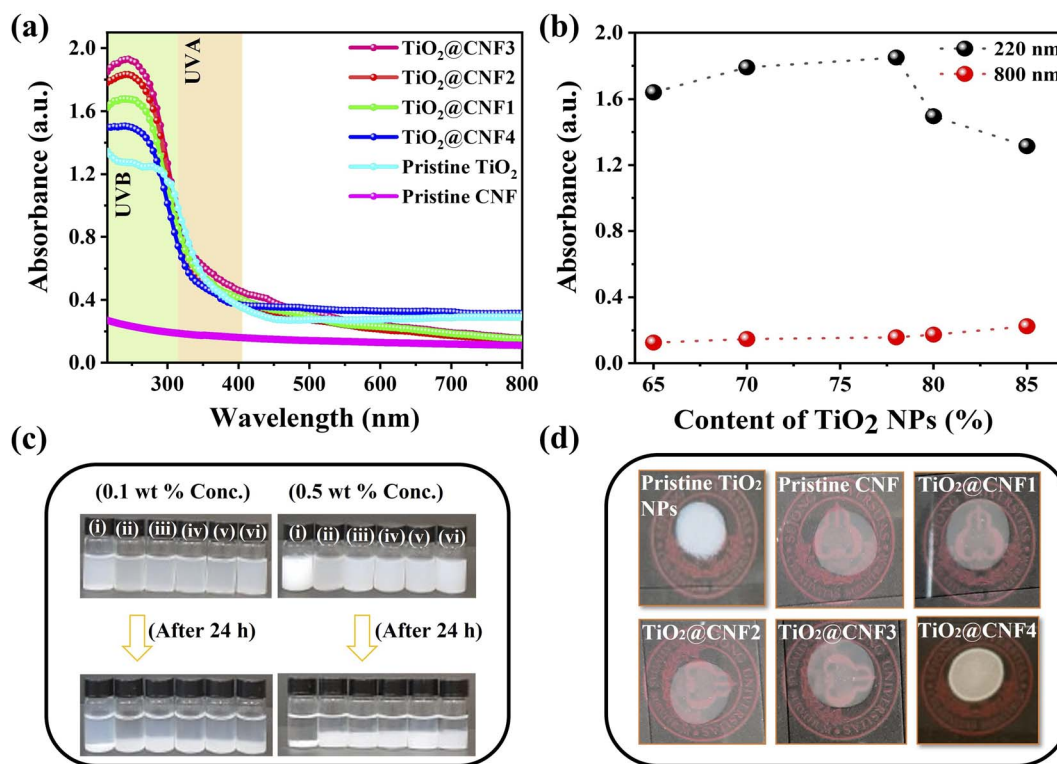 (a)
Absorbance (a.u.)
2.0
1.6
1.2
0.8
0.4
0.0
UVB
UVA
TiO₂@CNF3
TiO₂@CNF2
TiO₂@CNF1
TiO₂@CNF4
Pristine TiO₂
Pristine CNF
300 400 500 600 700 800
Wavelength (nm)
(b)
Absorbance (a.u.)
2.0
1.6
1.2
0.8
0.4
0.0
220 nm
800 nm
65 70 75 80 85
Content of TiO₂ NPs (%)
(c)
(0.1 wt % Conc.) (0.5 wt % Conc.)
(i) (ii) (iii) (iv) (v) (vi) (i) (ii) (iii) (iv) (v) (vi)
(After 24 h) (After 24 h)
(d)
Pristine TiO₂
NPs
Pristine CNF
TiO₂@CNF1
TiO₂@CNF2
TiO₂@CNF3
TiO₂@CNF4